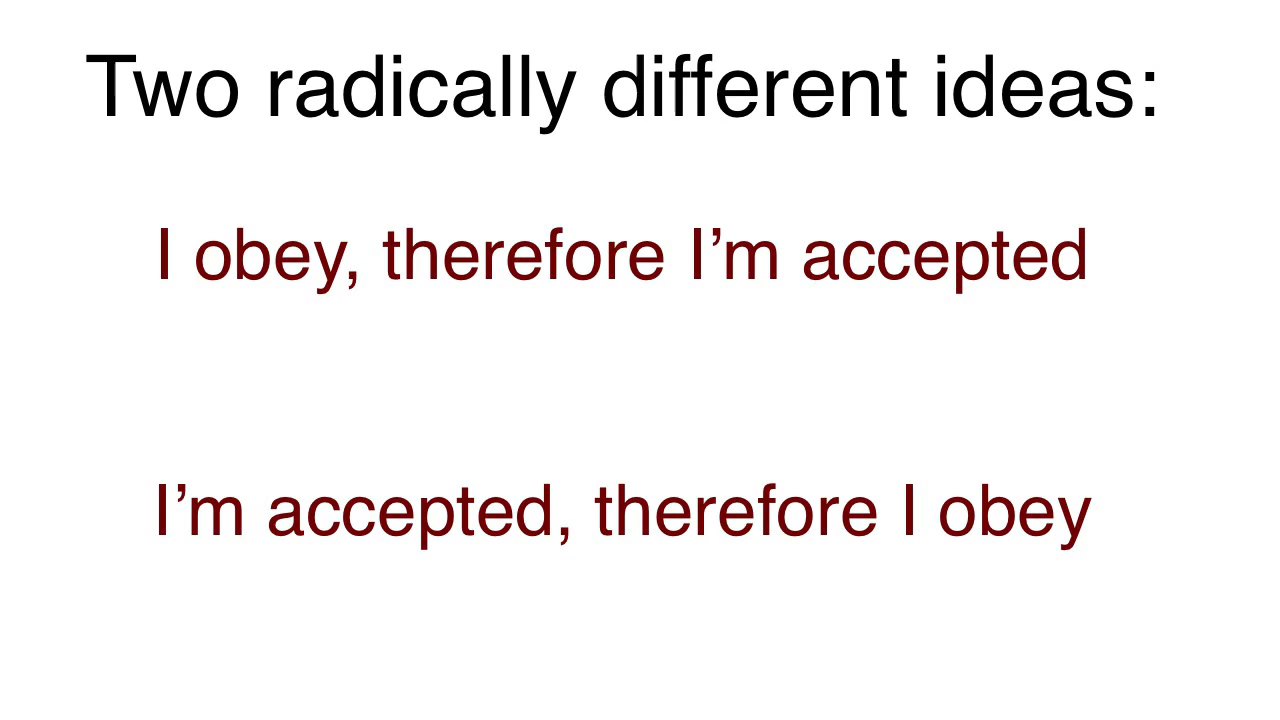 Two radically different ideas:
I obey, therefore I’m accepted
I’m accepted, therefore I obey